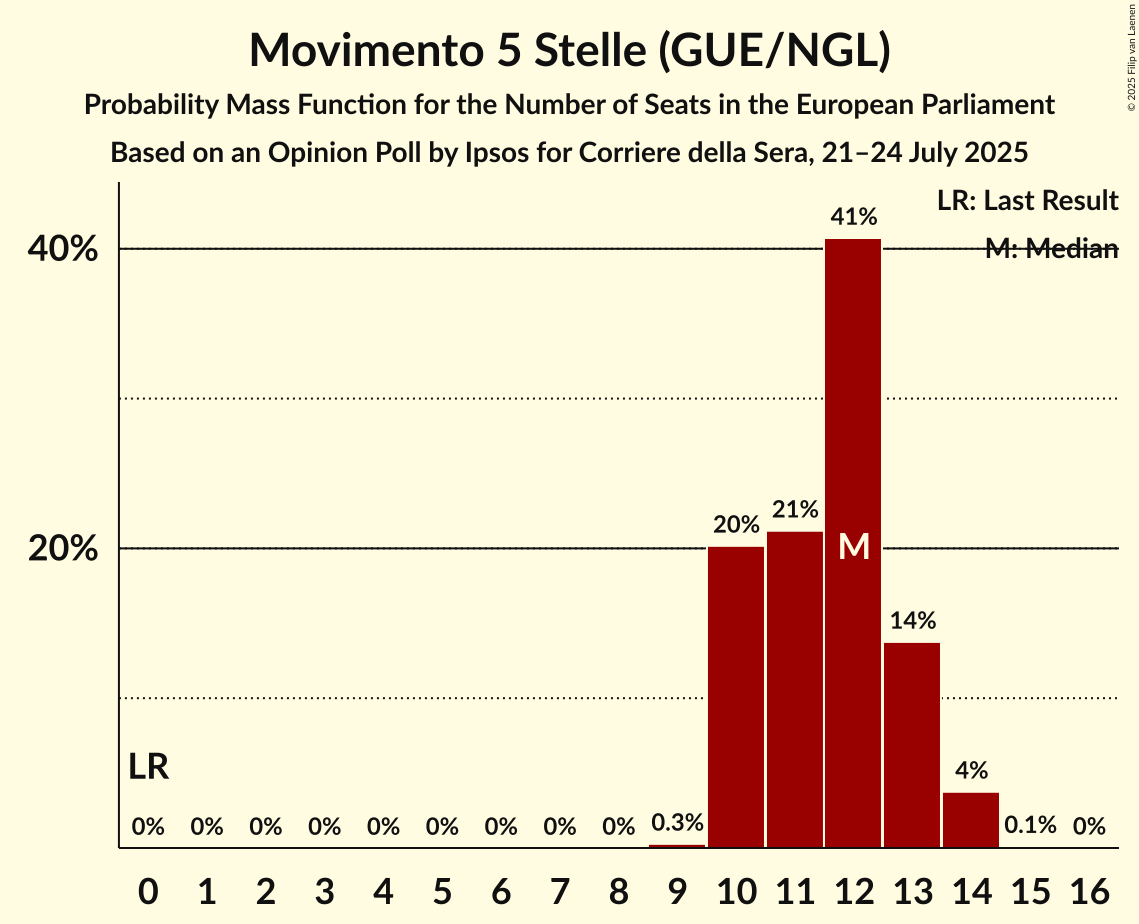 Movimento 5 Stelle (GUE/NGL)
Probability Mass Function for the Number of Seats in the European Parliament
Based on an Opinion Poll by Ipsos for Corriere della Sera, 21–24 July 2025
© 2025 Filip van Laenen
LR: Last Result
M: Median
40%
20%
41%
20%
21%
M
14%
4%
LR
0%
0%
0%
0%
0%
0%
0%
0%
0%
0.3%
0.1%
0%
0 1 2 3 4 5 6 7 8 9 10 11 12 13 14 15 16